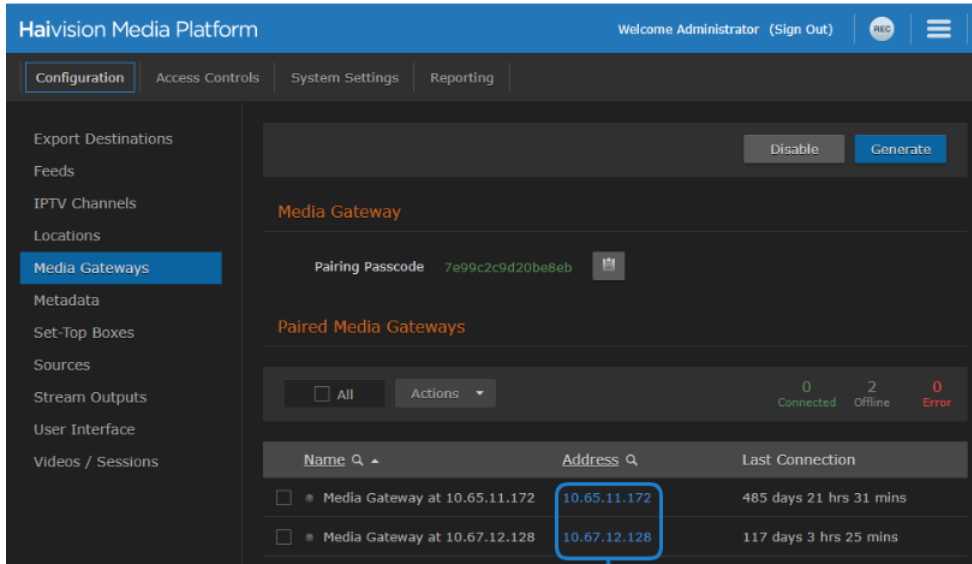 Haivision Media Platform
Welcome Administrator (Sign Out)
REC
Configuration
Access Controls
System Settings
Reporting
Export Destinations
Feeds
IPTV Channels
Locations
Media Gateways
Metadata
Set-Top Boxes
Sources
Stream Outputs
User Interface
Videos / Sessions
Disable
Generate
Media Gateway
Pairing Passcode 7e99c2c9d20be8eb
Paired Media Gateways
All
Actions
0 2 0
Connected Offline Error
Name Address Last Connection
Media Gateway at 10.65.11.172 10.65.11.172 485 days 21 hrs 31 mins
Media Gateway at 10.67.12.128 10.67.12.128 117 days 3 hrs 25 mins